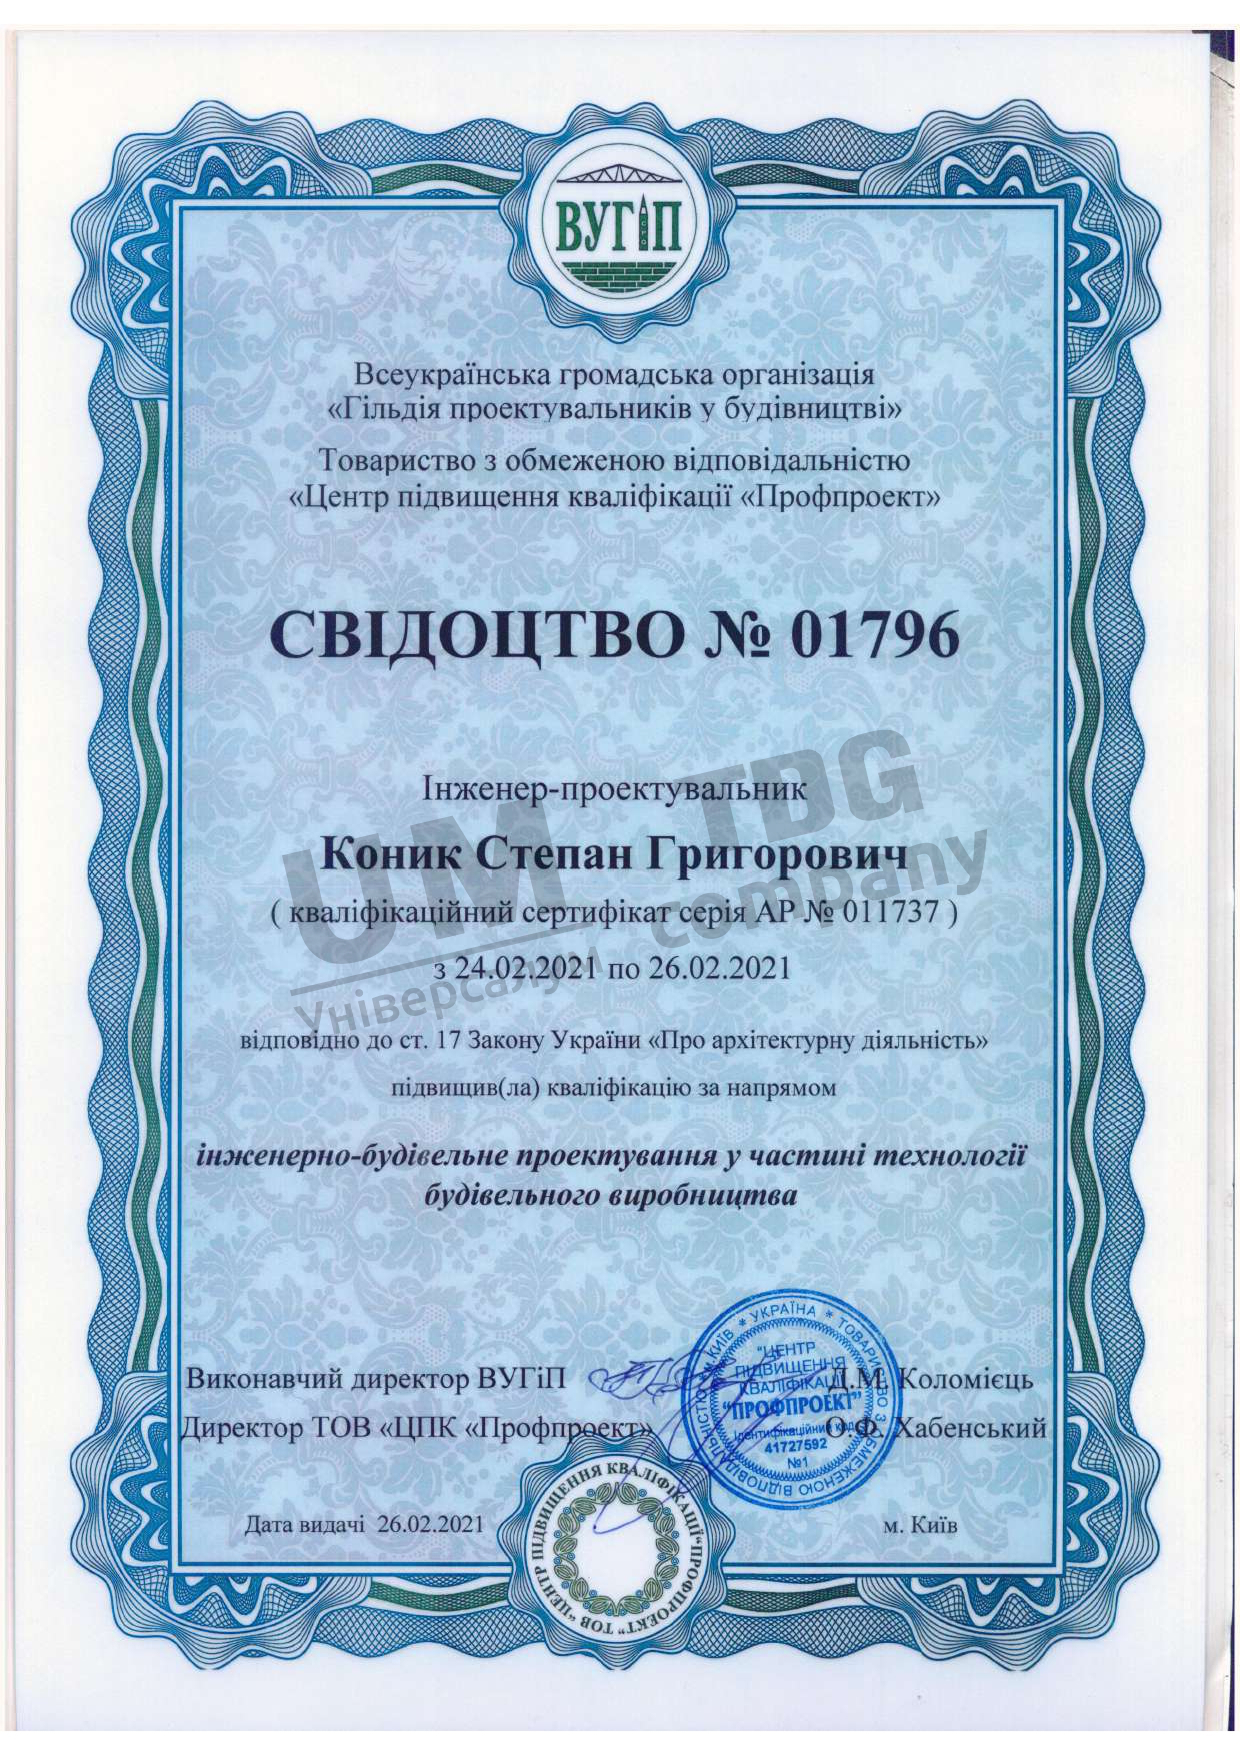 ВУГіП
СРО
Всеукраїнська громадська організація
«Гільдія проектувальників у будівництві»
Товариство з обмеженою відповідальністю
«Центр підвищення кваліфікації «Профпроект»
СВІДОЦТВО № 01796
Інженер-проектувальник
Коник Степан Григорович
( кваліфікаційний сертифікат серія АР № 011737 )
з 24.02.2021 по 26.02.2021
UM TDG
Універсалум company
відповідно до ст. 17 Закону України «Про архітектурну діяльність»
підвищив(ла) кваліфікацію за напрямом
інженерно-будівельне проектування у частині технології
будівельного виробництва
Виконавчий директор ВУГіП Д.М. Коломієць
Директор ТОВ «ЦПК «Профпроект» О.Ф. Хабенський
* УКРАЇНА * ТОВАРИСТВО З ОБМЕЖЕНОЮ ВІДПОВІДАЛЬНІСТЮ м. КИЇВ
"ЦЕНТР
ПІДВИЩЕННЯ
КВАЛІФІКАЦІЇ
"ПРОФПРОЕКТ"
Ідентифікаційний код
41727592
№1
Дата видачі 26.02.2021 м. Київ
ТОВ "ЦЕНТР ПІДВИЩЕННЯ КВАЛІФІКАЦІЇ "ПРОФПРОЕКТ"